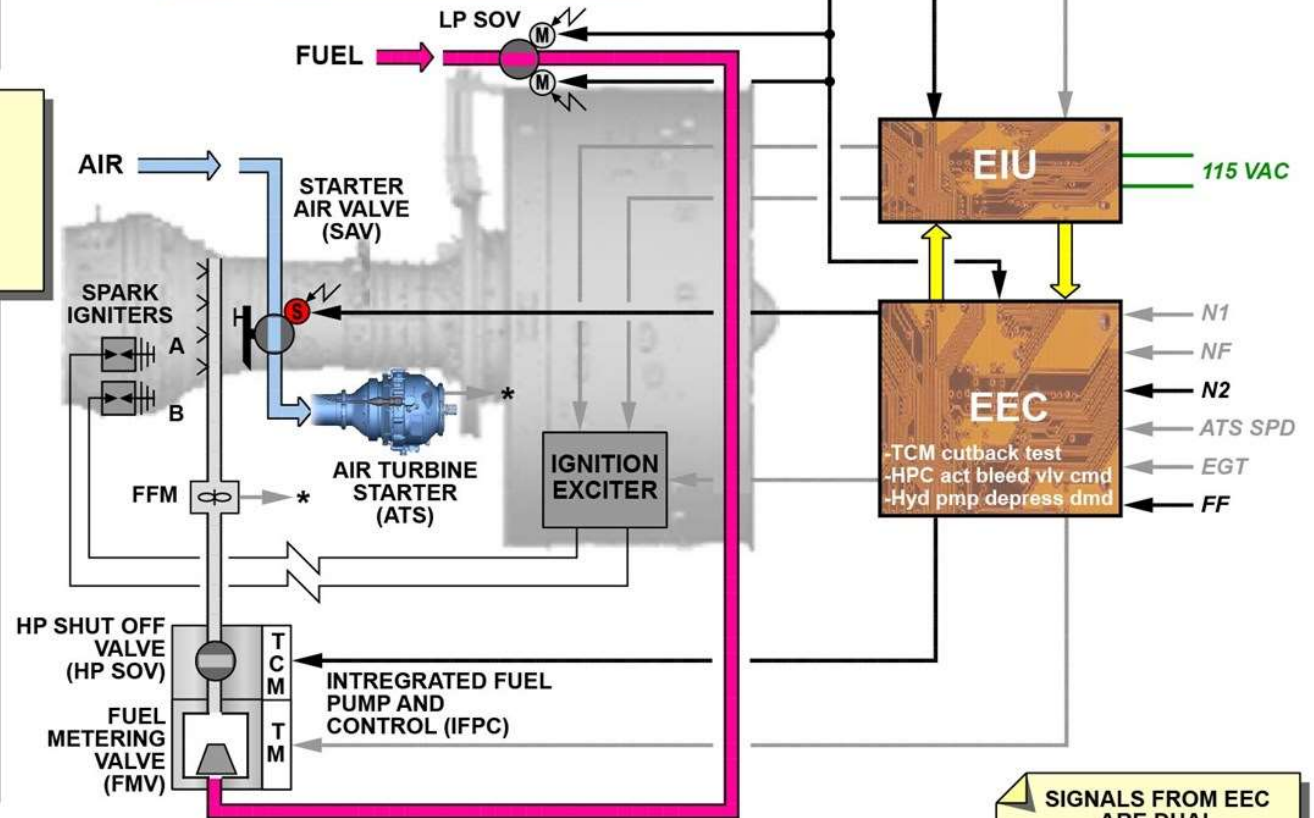 LP SOV
M
FUEL
M
AIR
STARTER
AIR VALVE
(SAV)
EIU
115 VAC
SPARK
IGNITERS
A
B
S
*
AIR TURBINE
STARTER
(ATS)
IGNITION
EXCITER
EEC
-TCM cutback test
-HPC act bleed vlv cmd
-Hyd pmp depress dmd
N1
NF
N2
ATS SPD
EGT
FF
FFM
*
HP SHUT OFF
VALVE
(HP SOV)
T
C
M
INTREGRATED FUEL
PUMP AND
CONTROL (IFPC)
FUEL
METERING
VALVE
(FMV)
T
M
SIGNALS FROM EEC
ARE DUAL